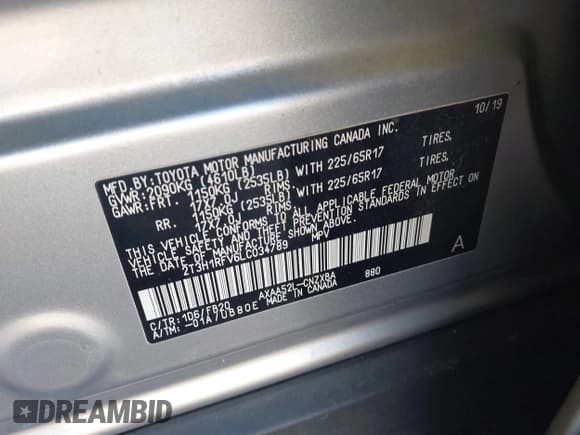 10/19
MFD.BY:TOYOTA MOTOR MANUFACTURING CANADA INC.
GVWR:2090KG (4610LB)
GAWR:FRT. 1150KG (2535LB) WITH 225/65R17 TIRES,
17X7.0J RIMS,
RR. 1150KG (2535LB) WITH 225/65R17 TIRES,
17X7.0J RIMS,
THIS VEHICLE CONFORMS TO ALL APPLICABLE FEDERAL MOTOR
VEHICLE SAFETY AND THEFT PREVENTION STANDARDS IN EFFECT ON
THE DATE OF MANUFACTURE SHOWN ABOVE.
2T3H1RFV6LC034769 MPV
A
AXAA52L-CNZXBA 880
C/TR:1D6/FB20
A/TM:-01A/UB80E MADE IN CANADA
DREAMBID